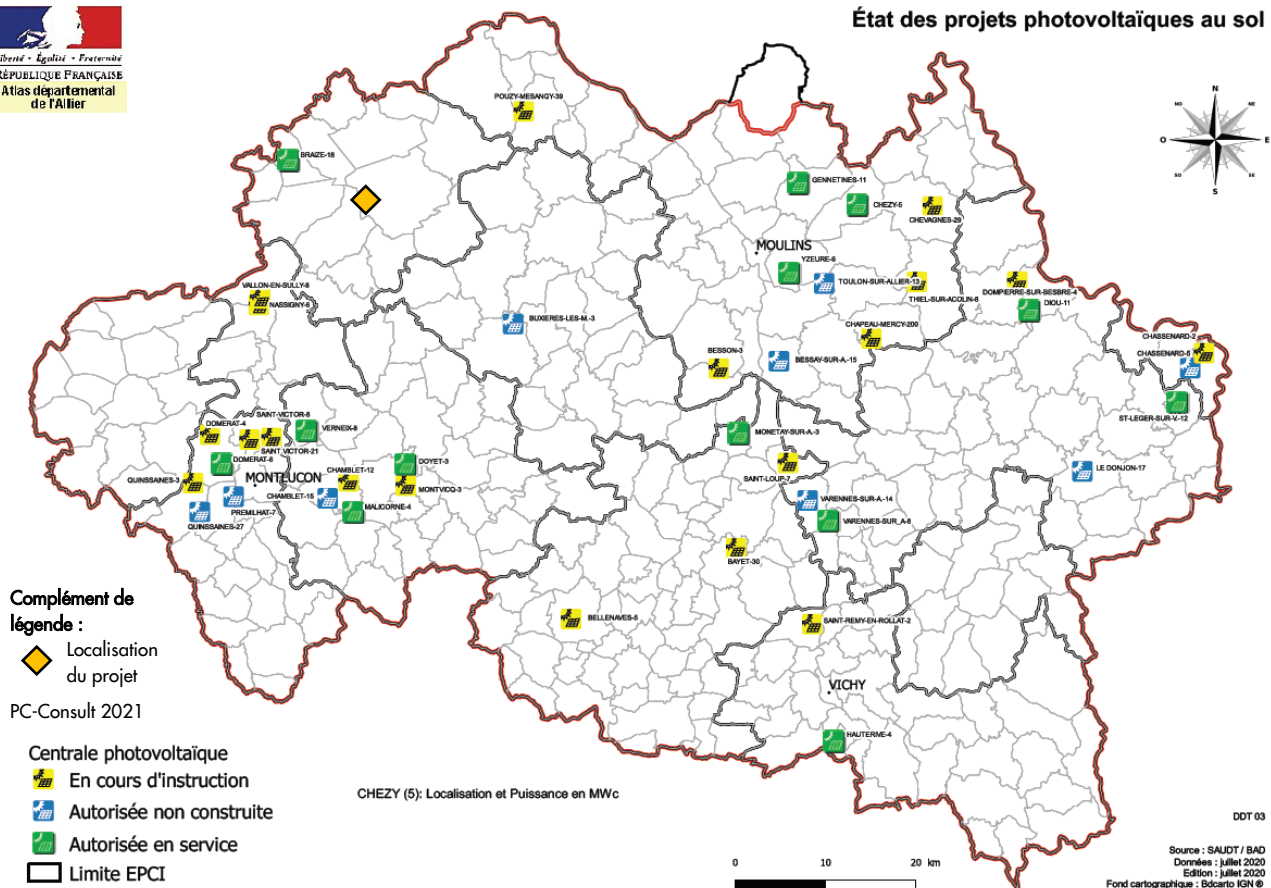 État des projets photovoltaïques au sol
Liberté • Égalité • Fraternité
RÉPUBLIQUE FRANÇAISE
Atlas départemental
de l'Allier
N
NO
NE
O
E
SO
SE
S
POUZY-MESANGY-39
BRAIZE-18
GENNETINES-11
CHEZY-5
CHEVAGNES-29
MOULINS
YZEURE-6
TOULON-SUR-ALLIER-13
THIEL-SUR-ACOLIN-8
DOMPIERRE-SUR-BESBRE-4
DIOU-11
VALLON-EN-SULLY-8
NASSIGNY-6
BUXIERES-LES-M.-3
CHAPEAU-MERCY-200
BESSON-3
BESSAY-SUR-A.-15
CHASSENARD-2
CHASSENARD-5
ST-LEGER-SUR-V.-12
SAINT-VICTOR-8
DOMERAT-4
VERNEIX-8
SAINT VICTOR-21
MONETAY-SUR-A.-3
DOMERAT-6
DOYET-3
SAINT-LOUP-7
LE DONJON-17
QUINSSAINES-3
MONTLUCON
CHAMBLET-12
MONTVICQ-3
CHAMBLET-15
PREMILHAT-7
MALICORNE-4
VARENNES-SUR-A.-14
QUINSSAINES-27
VARENNES-SUR_A-8
BAYET-30
BELLENAVES-5
SAINT-REMY-EN-ROLLAT-2
VICHY
HAUTERIVE-4
Complément de
légende :
Localisation
du projet
PC-Consult 2021
Centrale photovoltaïque
En cours d'instruction
Autorisée non construite
Autorisée en service
Limite EPCI
CHEZY (5): Localisation et Puissance en MWc
0 10 20 km
DDT 03
Source : SAUDT / BAD
Données : juillet 2020
Edition : juillet 2020
Fond cartographique : Bdcarto IGN ®